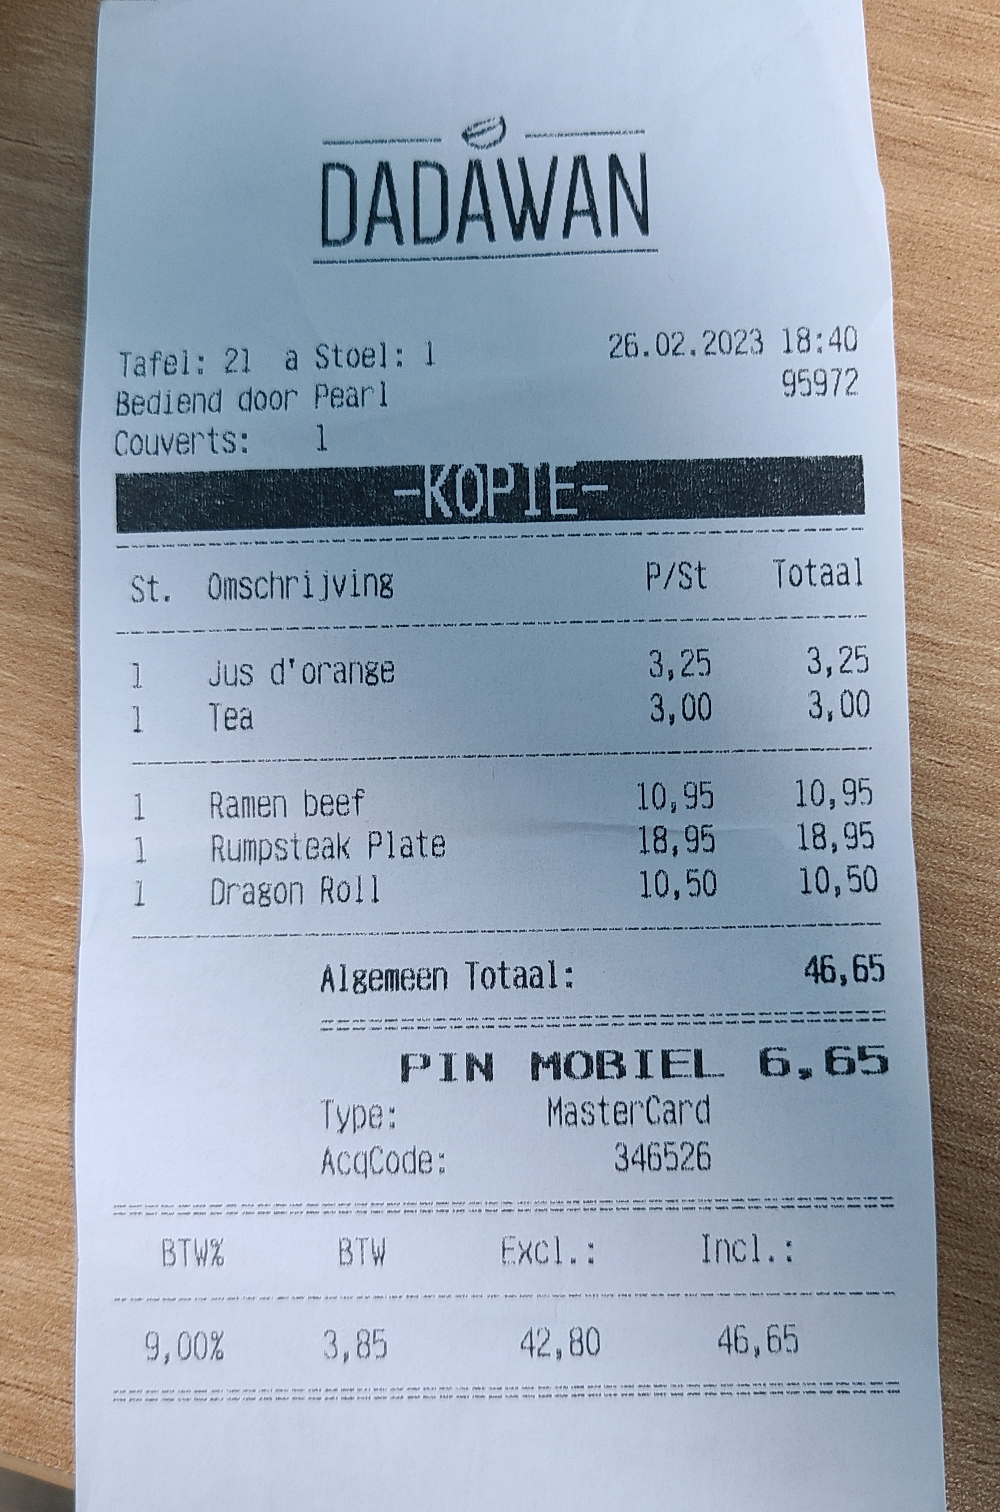 DADAWAN
Tafel: 21 a Stoel: 1 26.02.2023 18:40
Bediend door Pearl 95972
Couverts: 1
-KOPIE-
St. Omschrijving P/St Totaal
1 Jus d'orange 3,25 3,25
1 Tea 3,00 3,00
1 Ramen beef 10,95 10,95
1 Rumpsteak Plate 18,95 18,95
1 Dragon Roll 10,50 10,50
Algemeen Totaal: 46,65
PIN MOBIEL 6,65
Type: MasterCard
AcqCode: 346526
BTW% BTW Excl.: Incl.:
9,00% 3,85 42,80 46,65